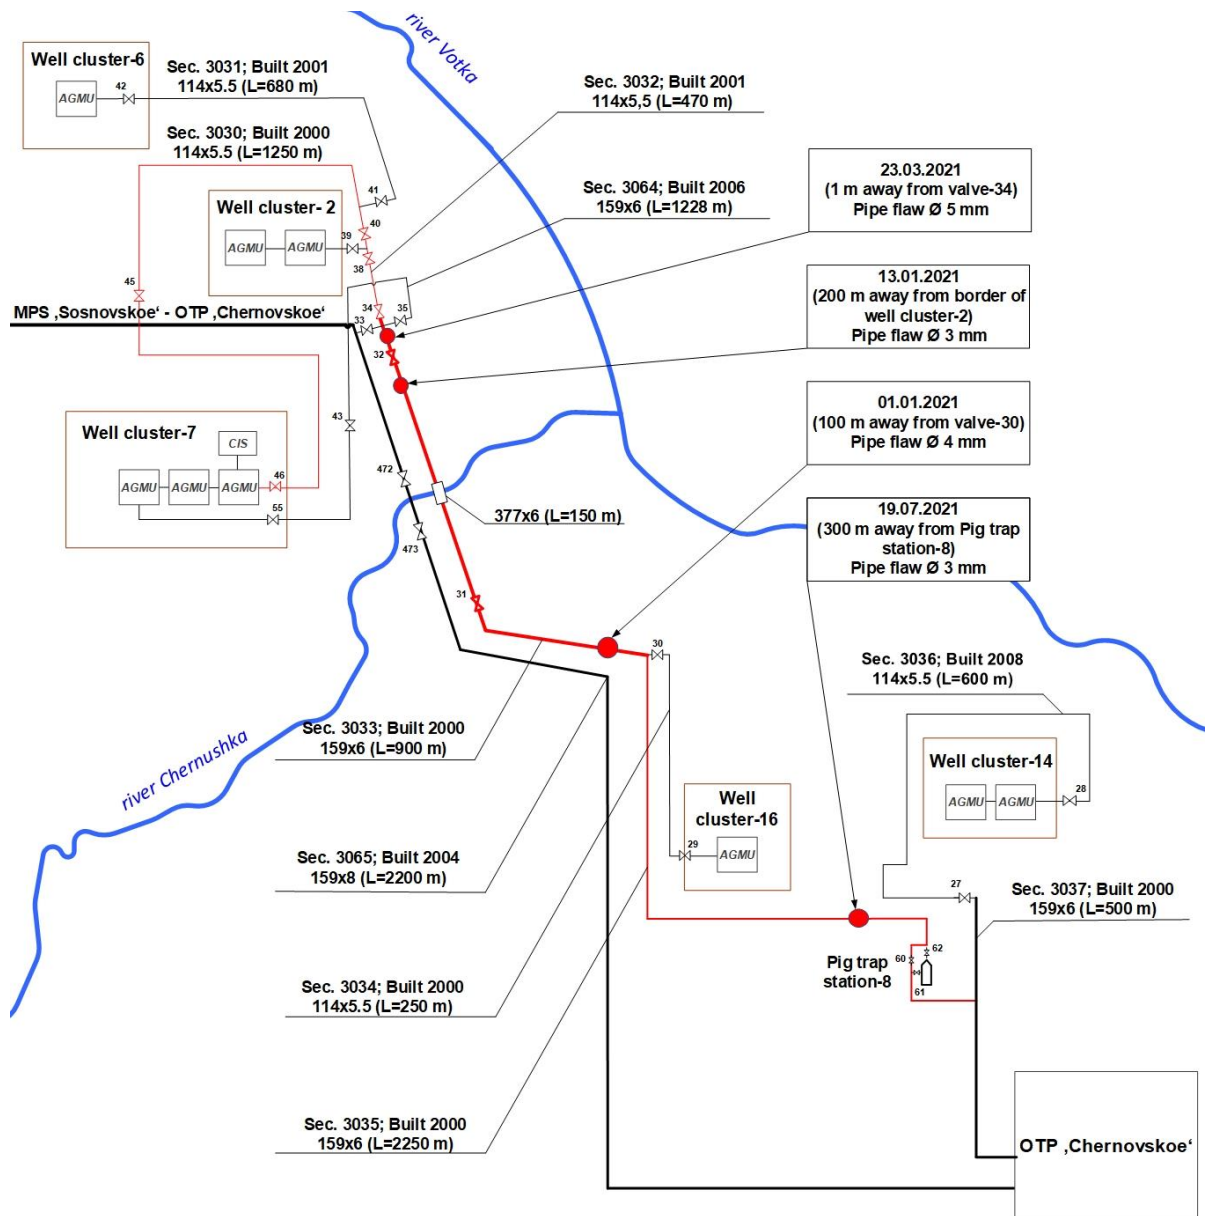 river Votka
Well cluster-6
AGMU
42
Sec. 3031; Built 2001
114x5.5 (L=680 m)
Sec. 3032; Built 2001
114x5,5 (L=470 m)
Sec. 3030; Built 2000
114x5.5 (L=1250 m)
41
Sec. 3064; Built 2006
159x6 (L=1228 m)
23.03.2021
(1 m away from valve-34)
Pipe flaw Ø 5 mm
Well cluster- 2
AGMU
AGMU
39
40
38
45
MPS ‚Sosnovskoe‘ - OTP ‚Chernovskoe‘
34
35
33
32
13.01.2021
(200 m away from border of
well cluster-2)
Pipe flaw Ø 3 mm
Well cluster-7
CIS
AGMU
AGMU
AGMU
46
55
43
472
473
377x6 (L=150 m)
01.01.2021
(100 m away from valve-30)
Pipe flaw Ø 4 mm
19.07.2021
(300 m away from Pig trap
station-8)
Pipe flaw Ø 3 mm
31
30
Sec. 3036; Built 2008
114x5.5 (L=600 m)
river Chernushka
Sec. 3033; Built 2000
159x6 (L=900 m)
Well cluster-14
AGMU
AGMU
28
Well
cluster-16
29
AGMU
Sec. 3065; Built 2004
159x8 (L=2200 m)
27
Sec. 3037; Built 2000
159x6 (L=500 m)
Pig trap
station-8
60
62
61
Sec. 3034; Built 2000
114x5.5 (L=250 m)
Sec. 3035; Built 2000
159x6 (L=2250 m)
OTP ‚Chernovskoe‘